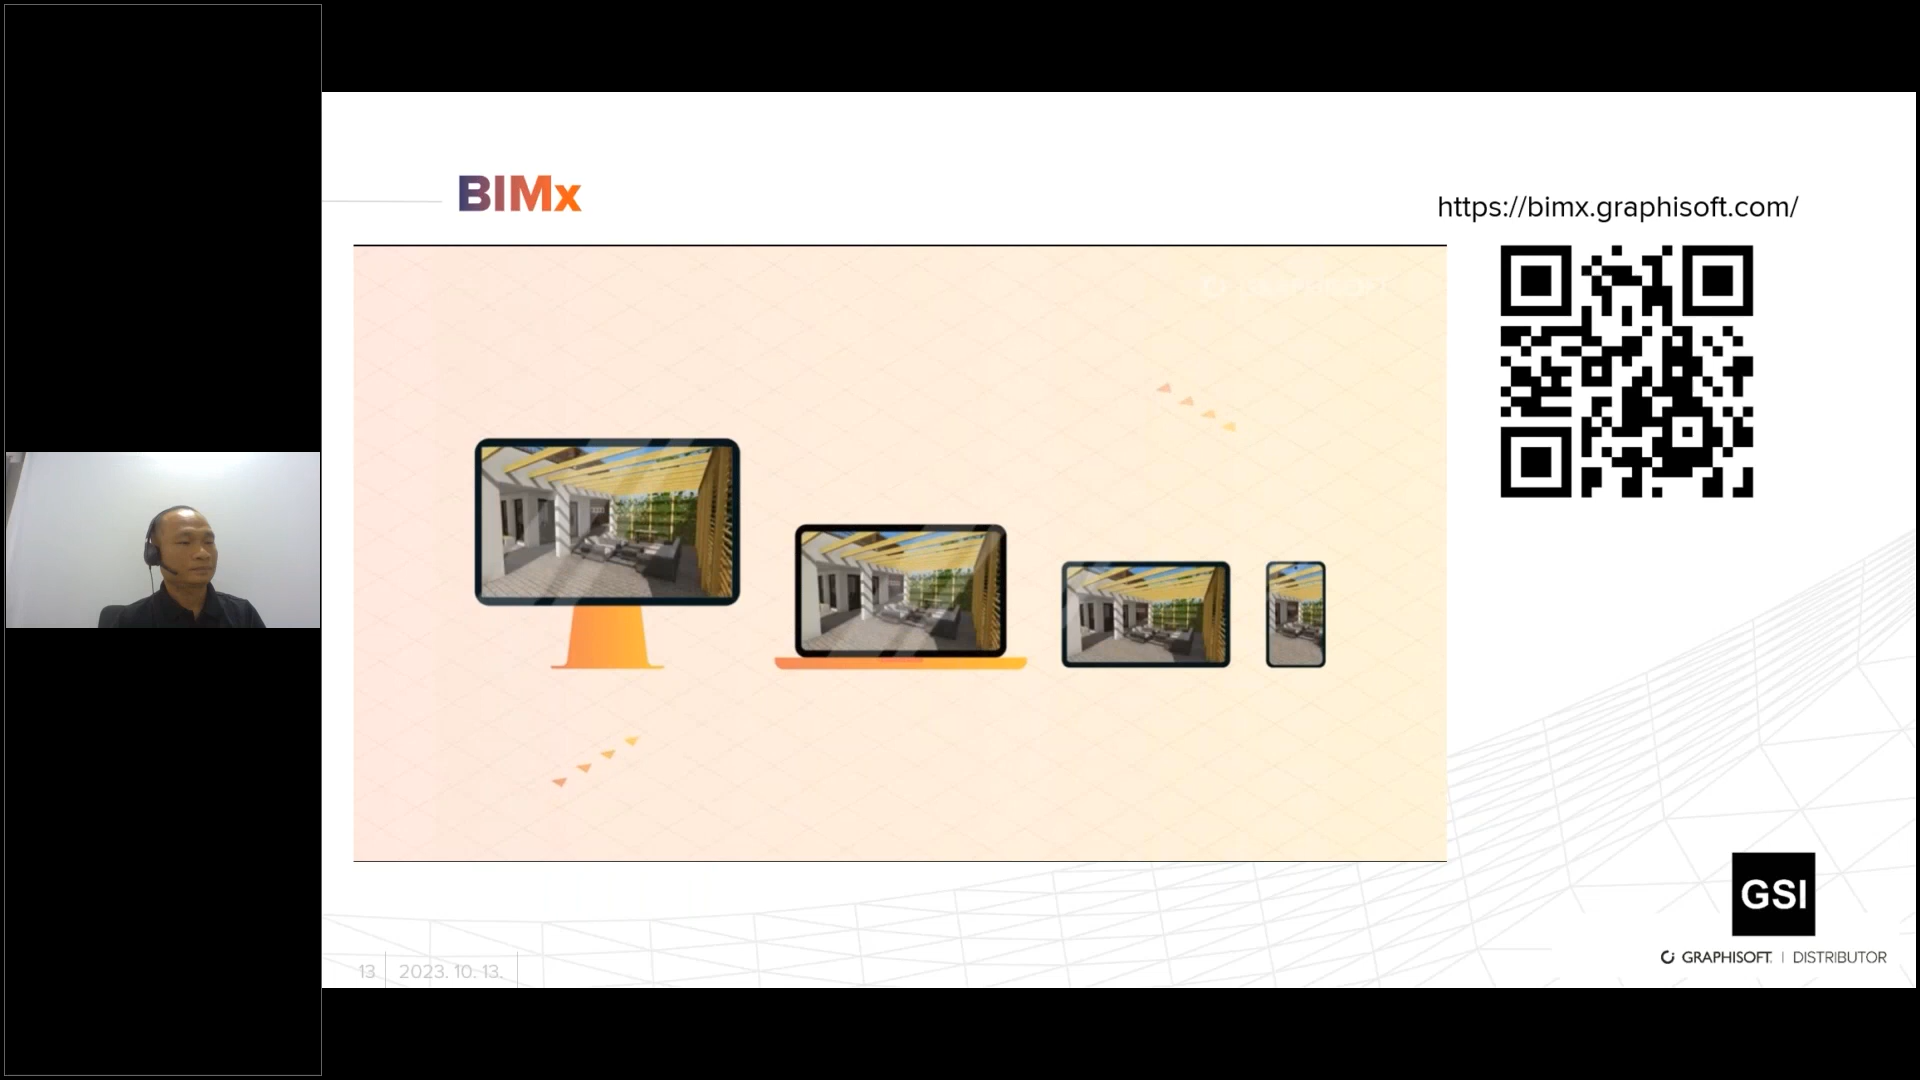 BIMx
https://bimx.graphisoft.com/
GSI
GRAPHISOFT. | DISTRIBUTOR
13 2023. 10. 13.